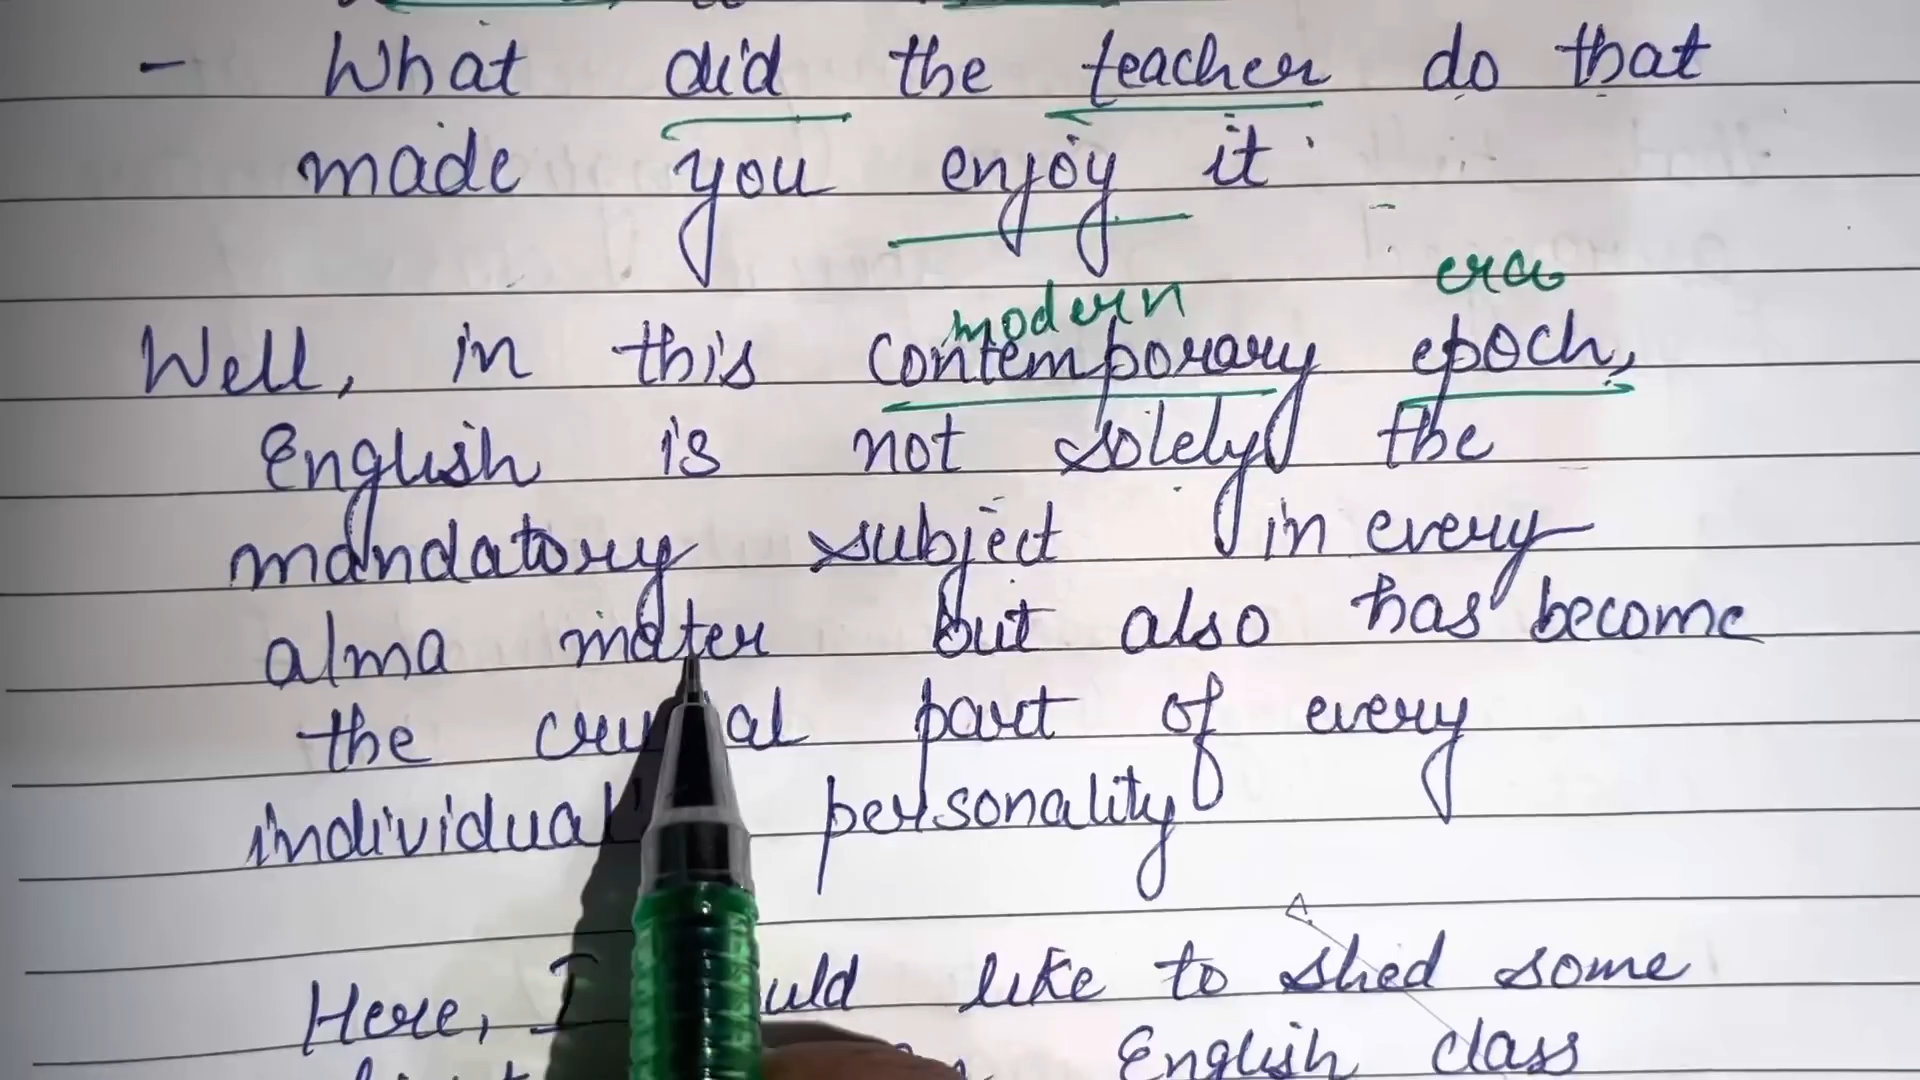 - What did the teacher do that
made you enjoy it
modern era
Well, in this contemporary epoch,
English is not solely the
mandatory subject in every
alma mater but also has become
the part of every
individual personality
Here, I like to shed some
English class